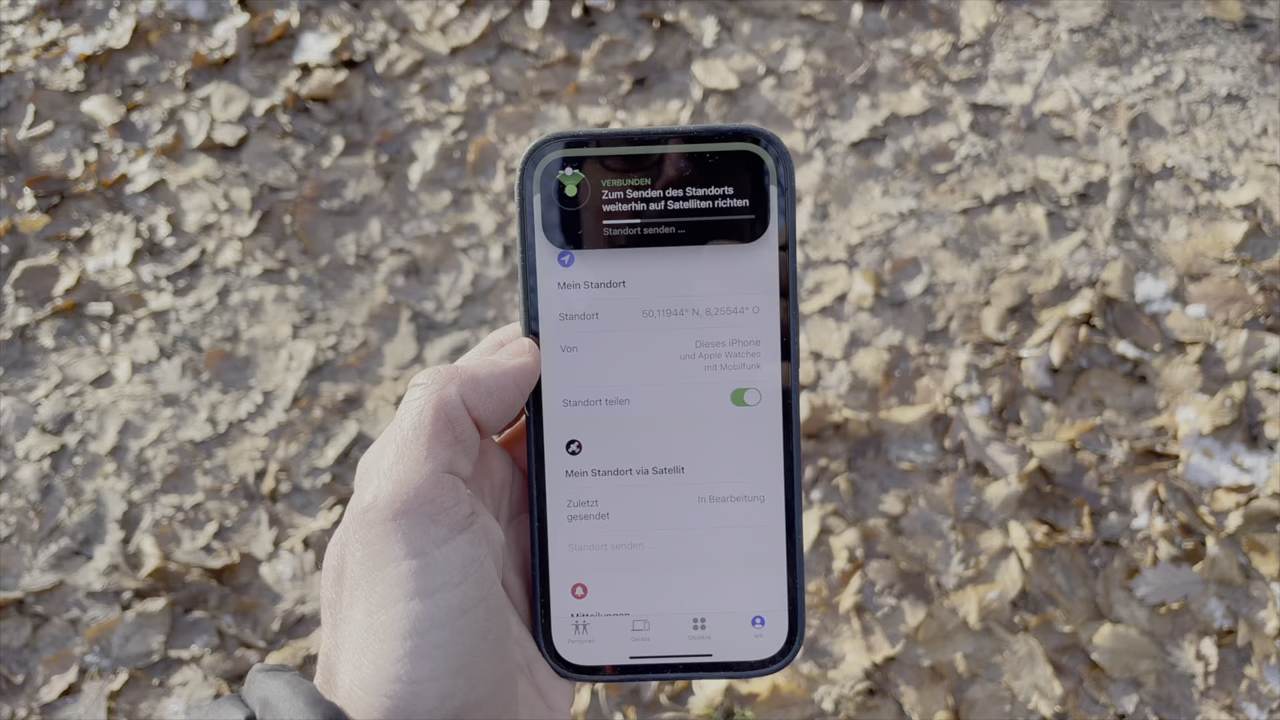 VERBUNDEN
Zum Senden des Standorts
weiterhin auf Satelliten richten
Standort senden ...
Mein Standort
Standort 50,11944° N, 8,25544° O
Von Dieses iPhone
und Apple Watches
mit Mobilfunk
Standort teilen
Mein Standort via Satellit
Zuletzt In Bearbeitung
gesendet
Standort senden ...
Mitteilungen
Personen Geräte Objekte Ich